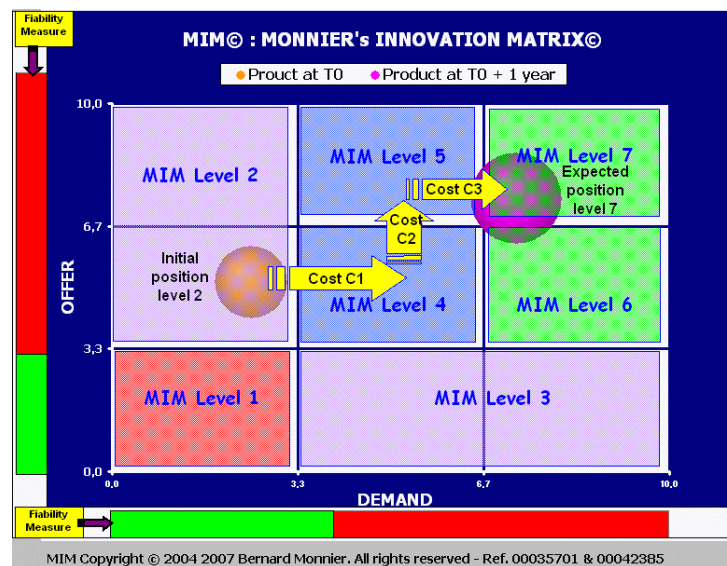 Fiability
Measure
MIM© : MONNIER's INNOVATION MATRIX©
Prouct at T0
Product at T0 + 1 year
10,0
MIM Level 2
MIM Level 5
MIM Level 7
Expected
position
level 7
Cost C3
Cost
C2
6,7
Initial
position
level 2
Cost C1
MIM Level 4
MIM Level 6
OFFER
3,3
MIM Level 1
MIM Level 3
0,0
0,0
3,3
6,7
10,0
DEMAND
Fiability
Measure
MIM Copyright © 2004 2007 Bernard Monnier. All rights reserved - Ref. 00035701 & 00042385